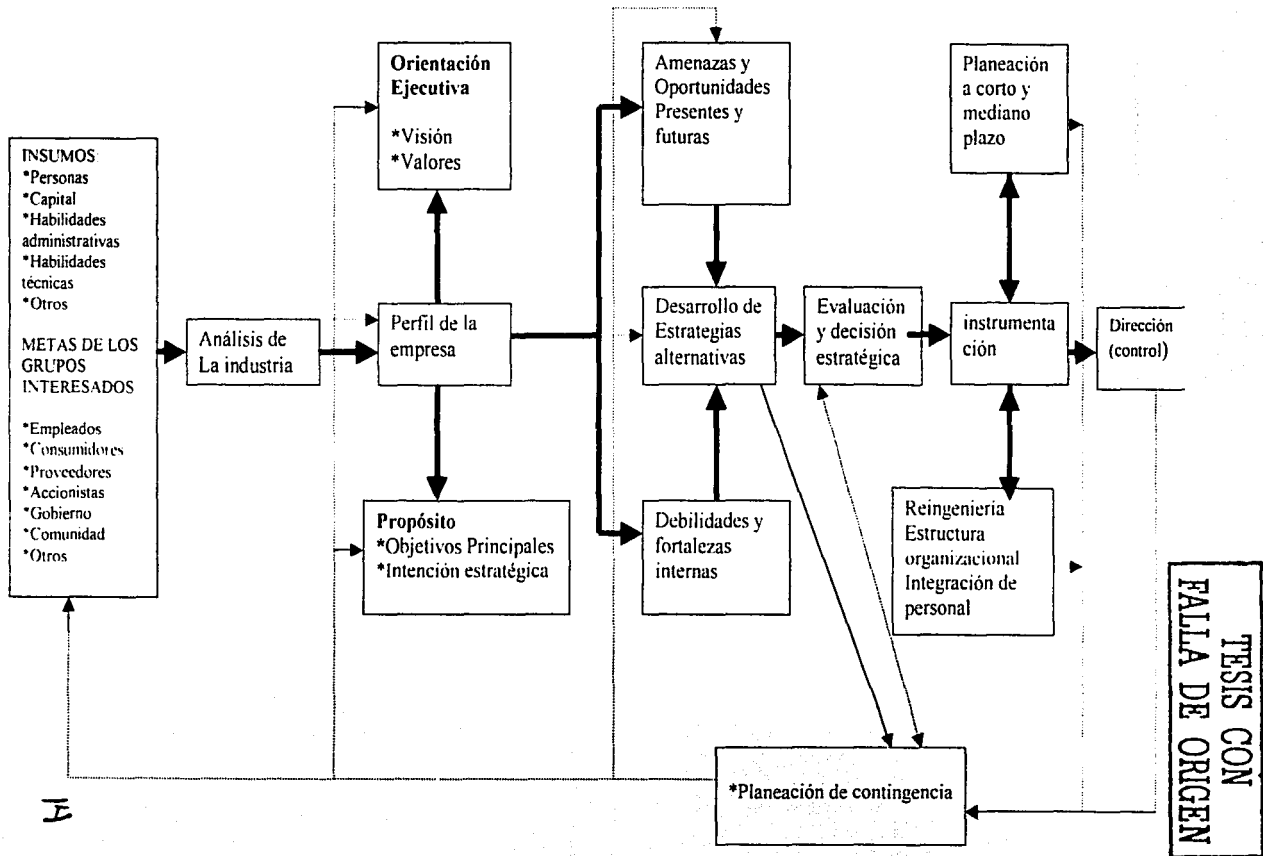 INSUMOS:
*Personas
*Capital
*Habilidades
administrativas
*Habilidades
técnicas
*Otros
METAS DE LOS
GRUPOS
INTERESADOS
*Empleados
*Consumidores
*Proveedores
*Accionistas
*Gobierno
*Comunidad
*Otros
Análisis de
La industria
Orientación
Ejecutiva
*Visión
*Valores
Perfil de la
empresa
Propósito
*Objetivos Principales
*Intención estratégica
Amenazas y
Oportunidades
Presentes y
futuras
Desarrollo de
Estrategias
alternativas
Debilidades y
fortalezas
internas
Evaluación
y decisión
estratégica
Planeación
a corto y
mediano
plazo
instrumenta
ción
Reingeniería
Estructura
organizacional
Integración de
personal
Dirección
(control)
*Planeación de contingencia
TESIS CON
FALLA DE ORIGEN